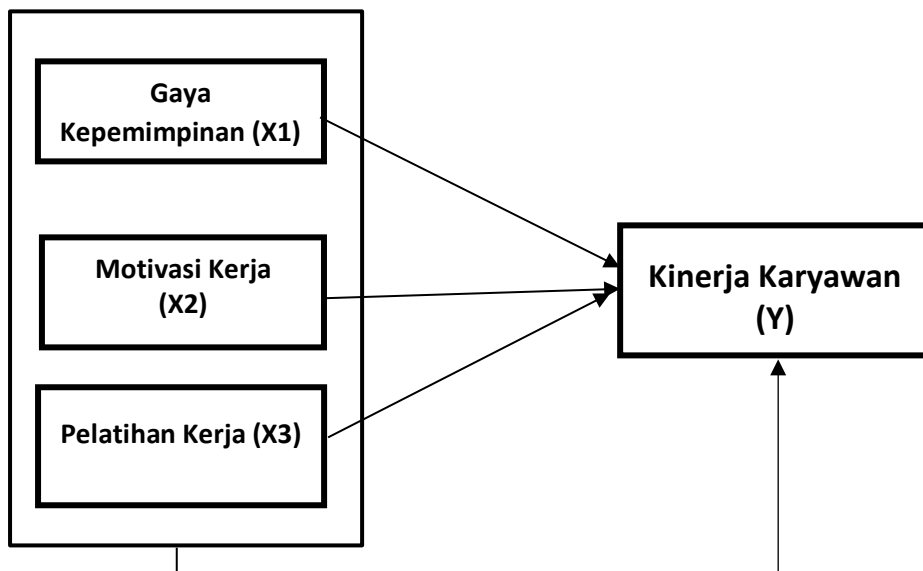 Gaya
Kepemimpinan (X1)
Motivasi Kerja
(X2)
Pelatihan Kerja (X3)
Kinerja Karyawan
(Y)